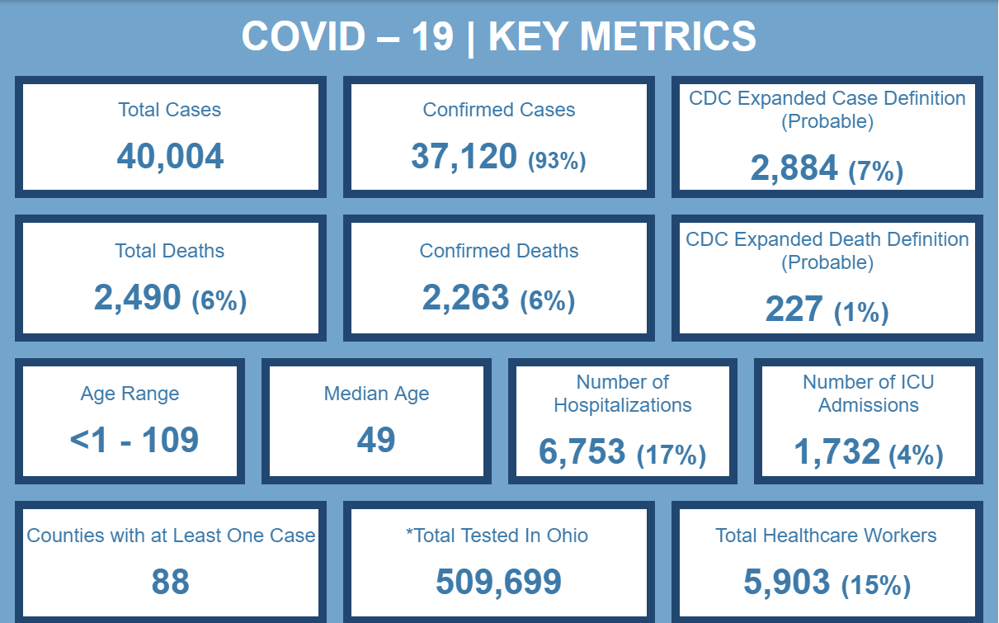 COVID – 19 | KEY METRICS
Total Cases
40,004
Confirmed Cases
37,120 (93%)
CDC Expanded Case Definition
(Probable)
2,884 (7%)
Total Deaths
2,490 (6%)
Confirmed Deaths
2,263 (6%)
CDC Expanded Death Definition
(Probable)
227 (1%)
Age Range
<1 - 109
Median Age
49
Number of
Hospitalizations
6,753 (17%)
Number of ICU
Admissions
1,732 (4%)
Counties with at Least One Case
88
*Total Tested In Ohio
509,699
Total Healthcare Workers
5,903 (15%)